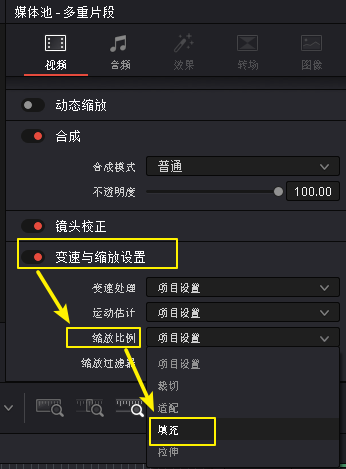 媒体池 - 多重片段
视频 音频 效果 转场 图像
动态缩放
合成
合成模式 普通
不透明度 100.00
镜头校正
变速与缩放设置
变速处理 项目设置
运动估计 项目设置
缩放比例 项目设置
缩放过滤器 项目设置
裁切
适配
填充
拉伸